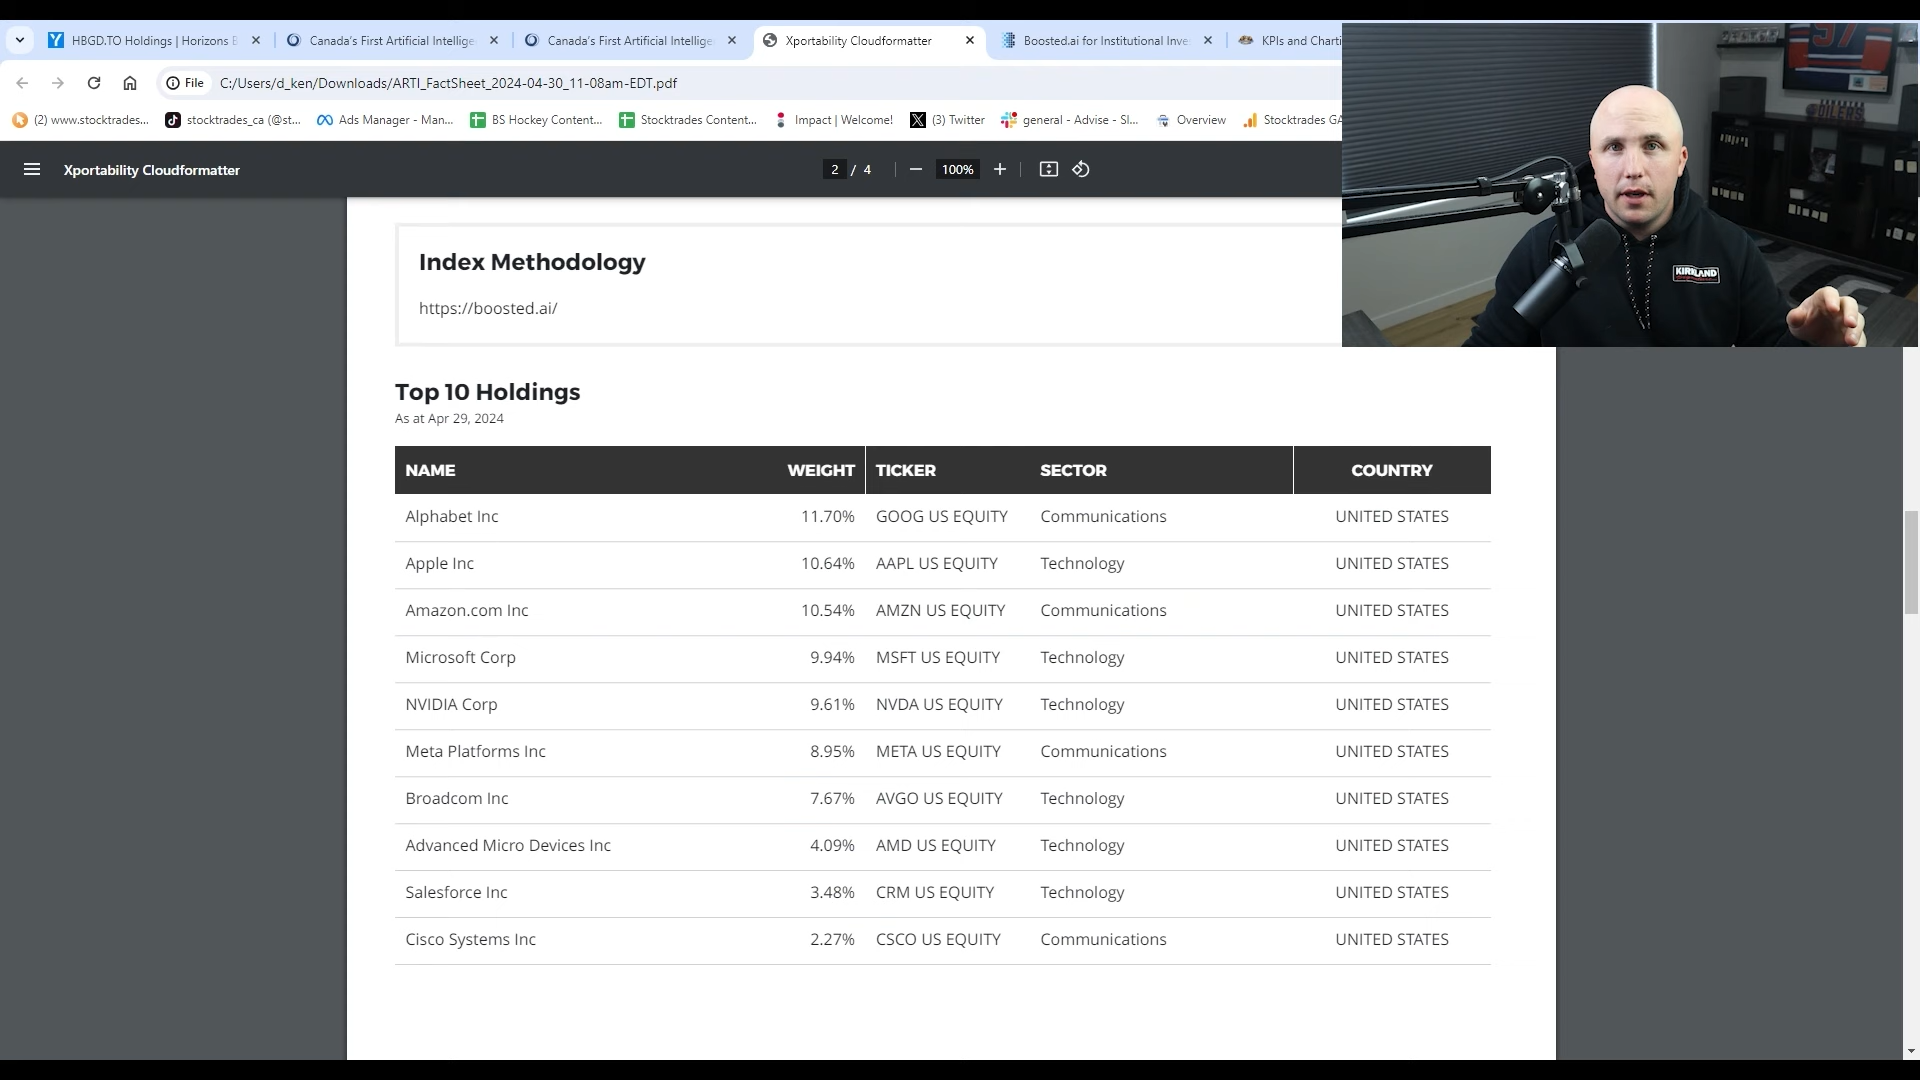 HBGD.TO Holdings | Horizons B
Canada's First Artificial Intellige
Canada's First Artificial Intellige
Xportability Cloudformatter
Boosted.ai for Institutional Inve
KPIs and Charti
File C:/Users/d_ken/Downloads/ARTI_FactSheet_2024-04-30_11-08am-EDT.pdf
(2) www.stocktrades...
stocktrades_ca (@st...
Ads Manager - Man...
BS Hockey Content...
Stocktrades Content...
Impact | Welcome!
(3) Twitter
general - Advise - Sl...
Overview
Stocktrades GA
Xportability Cloudformatter
2 / 4
100%
97
OILERS
KIRKLAND
Index Methodology
https://boosted.ai/
Top 10 Holdings
As at Apr 29, 2024
NAME WEIGHT TICKER SECTOR COUNTRY
Alphabet Inc 11.70% GOOG US EQUITY Communications UNITED STATES
Apple Inc 10.64% AAPL US EQUITY Technology UNITED STATES
Amazon.com Inc 10.54% AMZN US EQUITY Communications UNITED STATES
Microsoft Corp 9.94% MSFT US EQUITY Technology UNITED STATES
NVIDIA Corp 9.61% NVDA US EQUITY Technology UNITED STATES
Meta Platforms Inc 8.95% META US EQUITY Communications UNITED STATES
Broadcom Inc 7.67% AVGO US EQUITY Technology UNITED STATES
Advanced Micro Devices Inc 4.09% AMD US EQUITY Technology UNITED STATES
Salesforce Inc 3.48% CRM US EQUITY Technology UNITED STATES
Cisco Systems Inc 2.27% CSCO US EQUITY Communications UNITED STATES